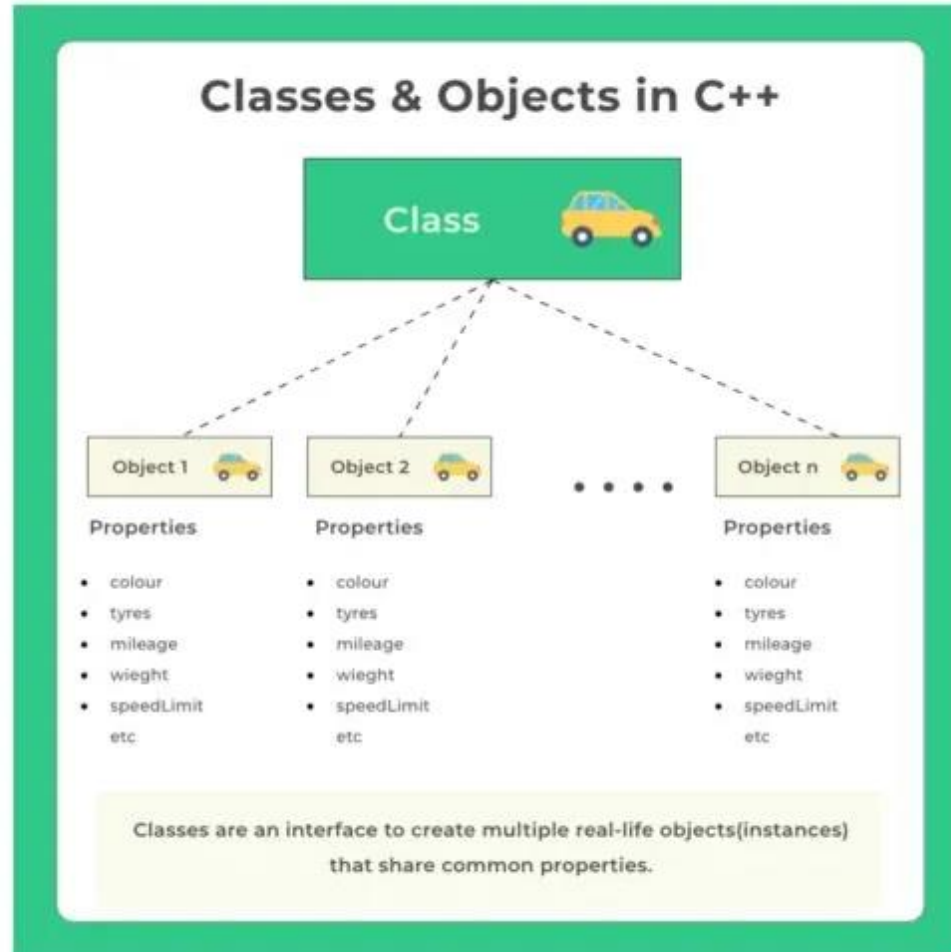 Classes & Objects in C++
Class
Object 1
Object 2
Object n
Properties
Properties
Properties
colour
tyres
mileage
wieght
speedLimit
etc
colour
tyres
mileage
wieght
speedLimit
etc
colour
tyres
mileage
wieght
speedLimit
etc
Classes are an interface to create multiple real-life objects(instances)
that share common properties.